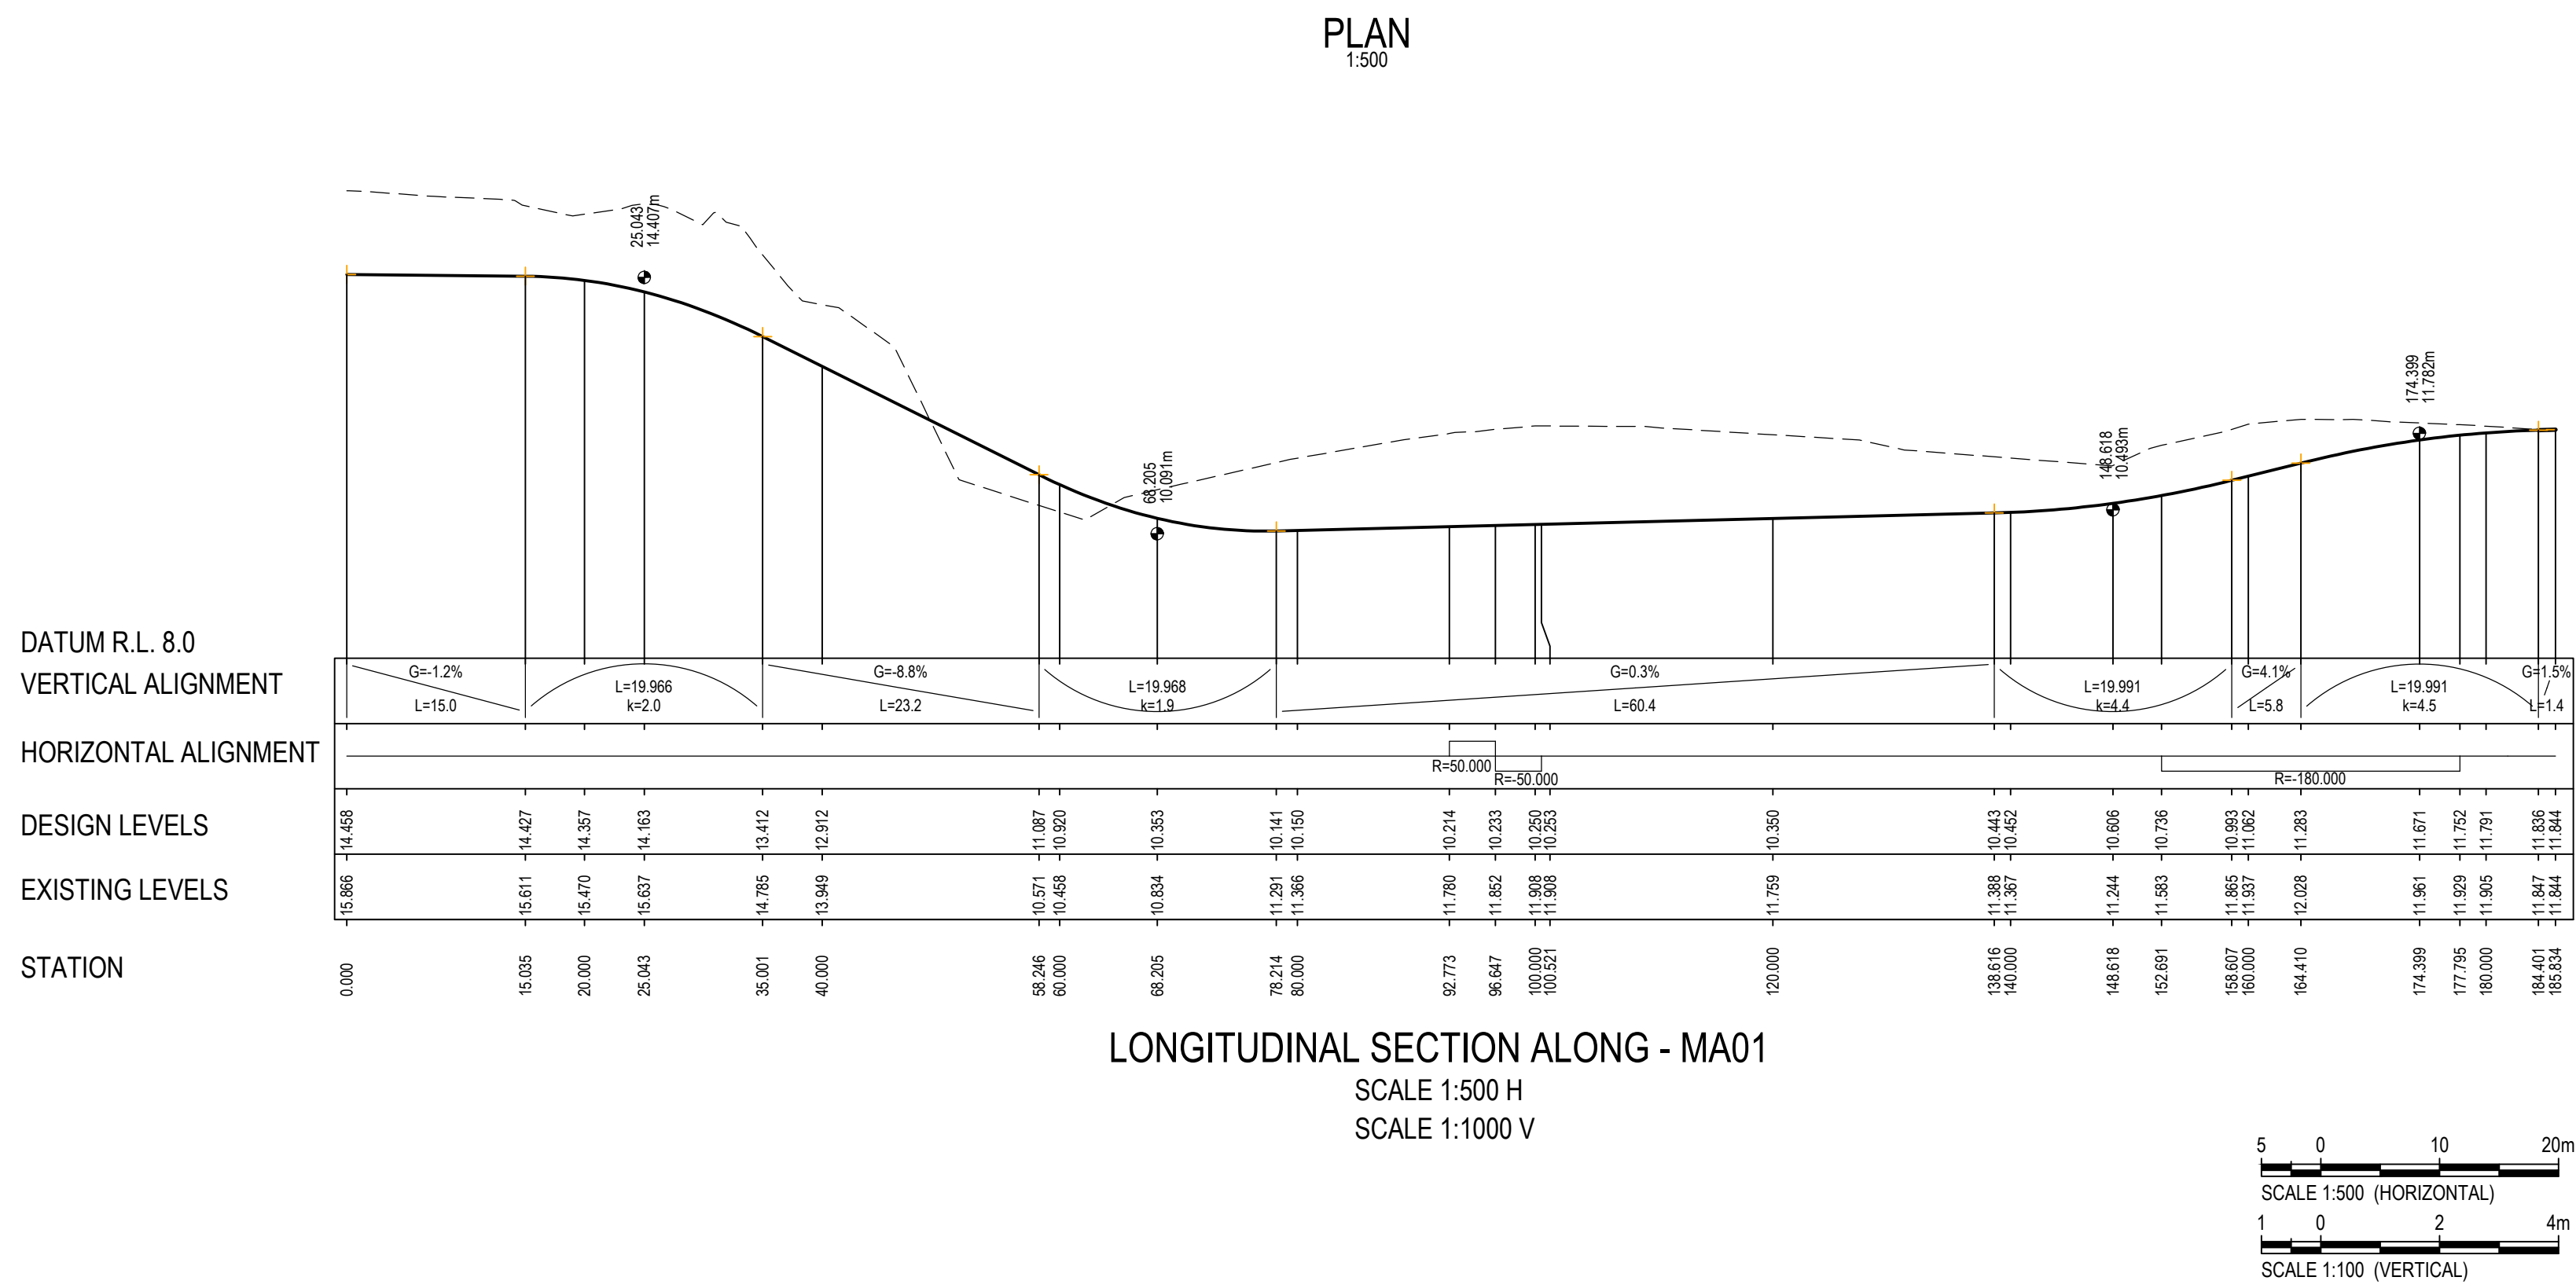 PLAN
1:500
25.043
14.407m
68.205
10.091m
148.618
10.493m
174.399
11.782m
DATUM R.L. 8.0
VERTICAL ALIGNMENT
G=-1.2%
L=15.0
L=19.966
k=2.0
G=-8.8%
L=23.2
L=19.968
k=1.9
G=0.3%
L=60.4
L=19.991
k=4.4
G=4.1%
L=5.8
L=19.991
k=4.5
G=1.5%
L=1.4
HORIZONTAL ALIGNMENT
R=50.000
R=-50.000
R=-180.000
DESIGN LEVELS
14.458 14.427 14.357 14.163 13.412 12.912 11.087 10.920 10.353 10.141 10.150 10.214 10.233 10.250 10.253 10.350 10.443 10.452 10.606 10.736 10.993 11.062 11.283 11.671 11.752 11.791 11.836 11.844
EXISTING LEVELS
15.866 15.611 15.470 15.637 14.785 13.949 10.571 10.458 10.834 11.291 11.366 11.780 11.852 11.908 11.908 11.759 11.388 11.367 11.244 11.583 11.865 11.937 12.028 11.961 11.929 11.905 11.847 11.844
STATION
0.000 15.035 20.000 25.043 35.001 40.000 58.246 60.000 68.205 78.214 80.000 92.773 96.647 100.000 100.521 120.000 138.616 140.000 148.618 152.691 158.607 160.000 164.410 174.399 177.795 180.000 184.401 185.834
LONGITUDINAL SECTION ALONG - MA01
SCALE 1:500 H
SCALE 1:1000 V
5 0 10 20m
SCALE 1:500 (HORIZONTAL)
1 0 2 4m
SCALE 1:100 (VERTICAL)